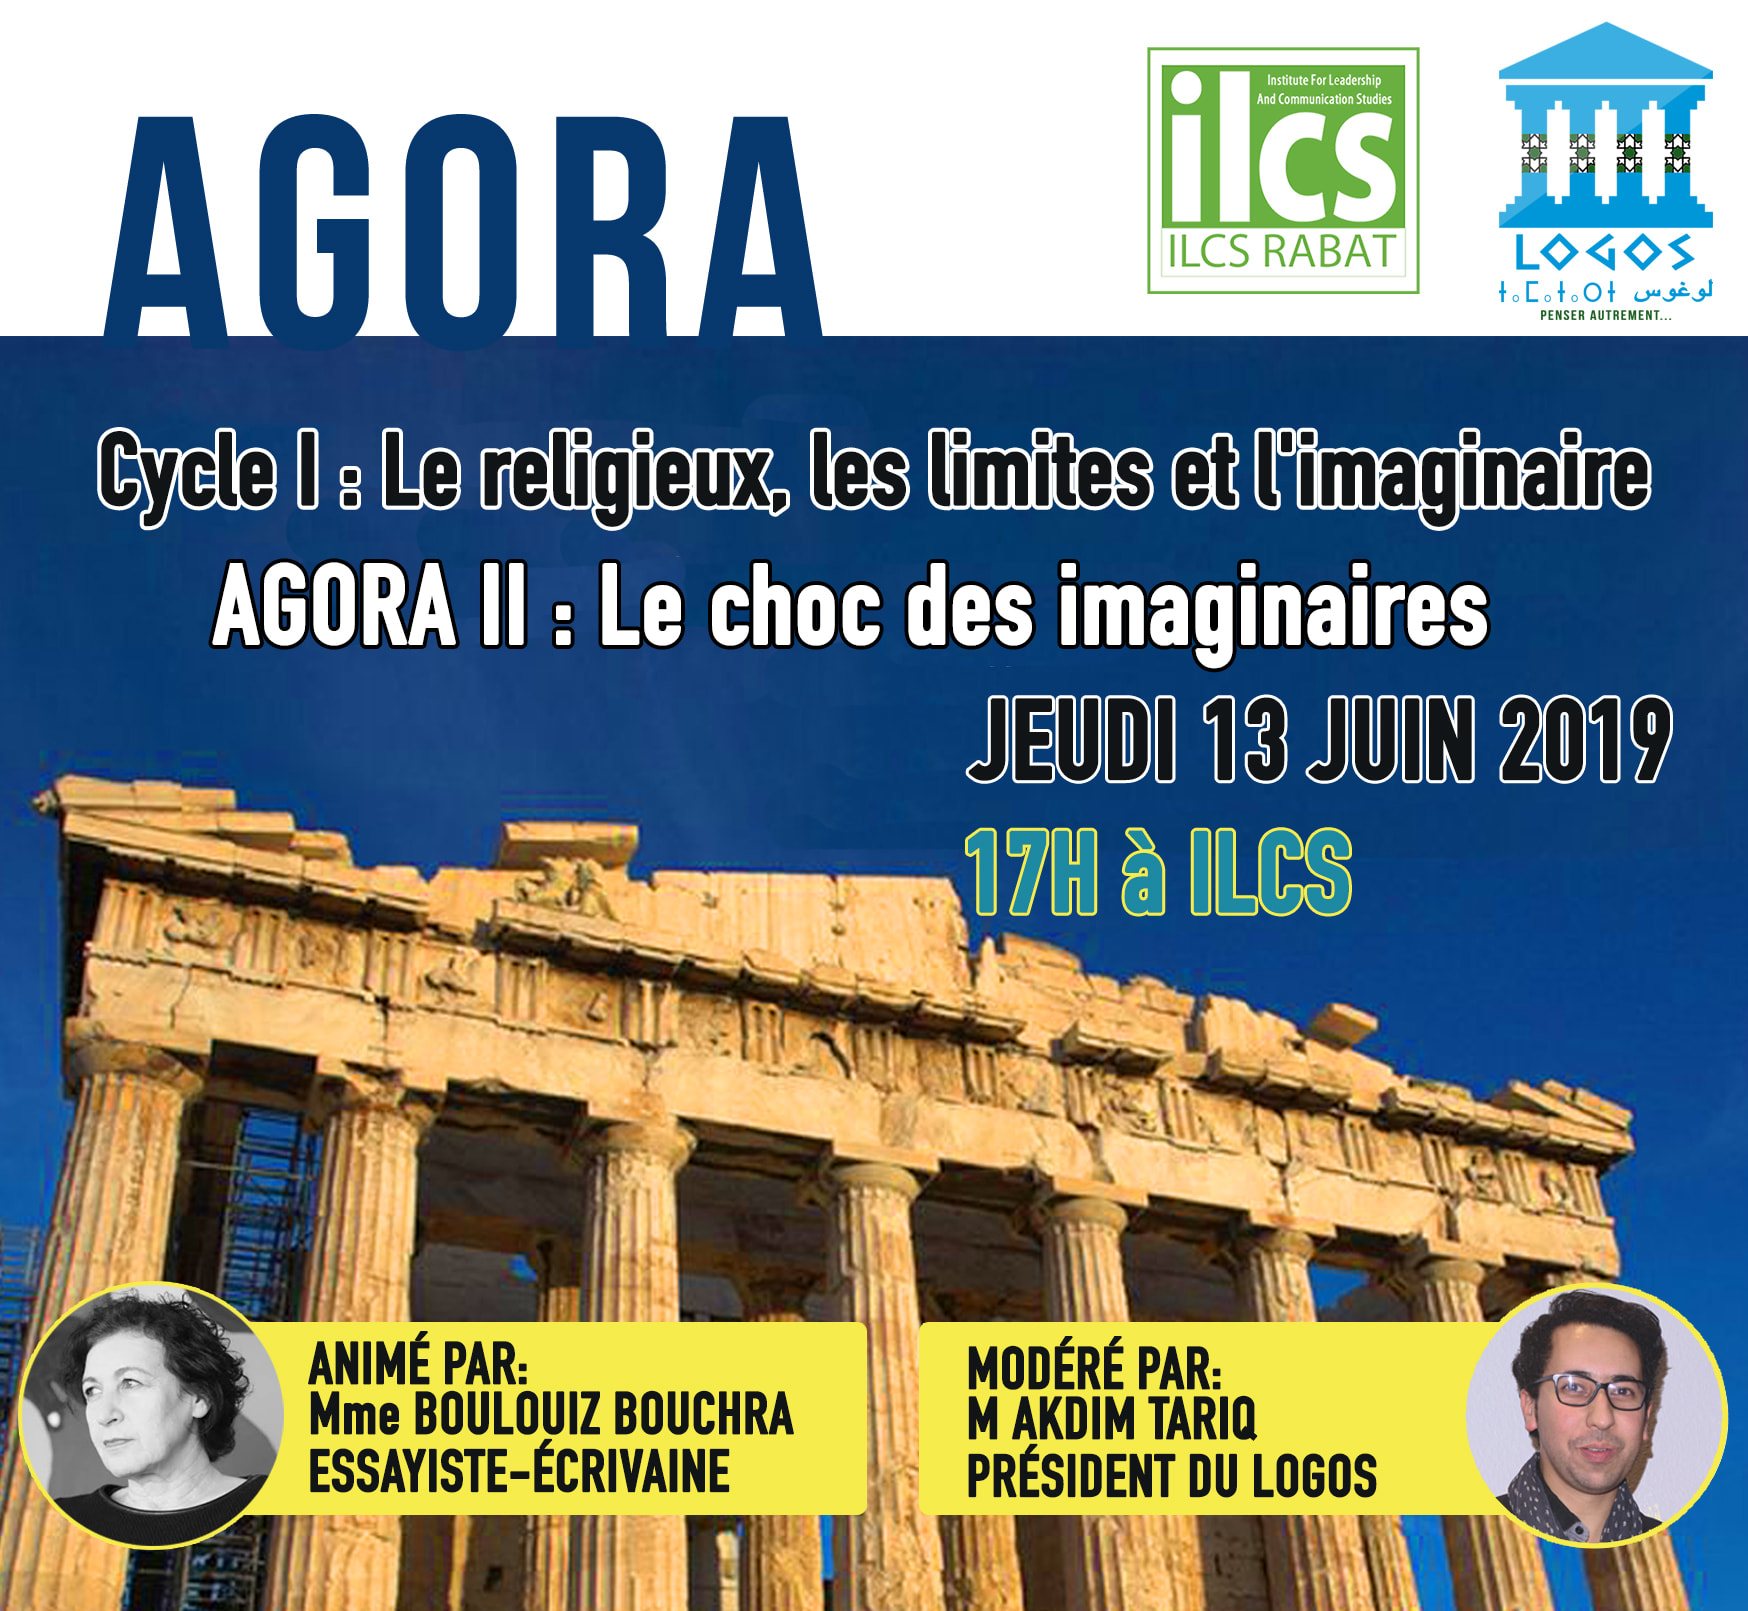 AGORA
Institute For Leadership
And Communication Studies
ilcs
ILCS RABAT
LOGOS
ⵜⴰⵎⴰⵜⴰⵔⵜ لوغوس
PENSER AUTREMENT...
Cycle I : Le religieux, les limites et l'imaginaire
AGORA II : Le choc des imaginaires
JEUDI 13 JUIN 2019
17H à ILCS
ANIMÉ PAR:
Mme BOULOUIZ BOUCHRA
ESSAYISTE-ÉCRIVAINE
MODÉRÉ PAR:
M AKDIM TARIQ
PRÉSIDENT DU LOGOS